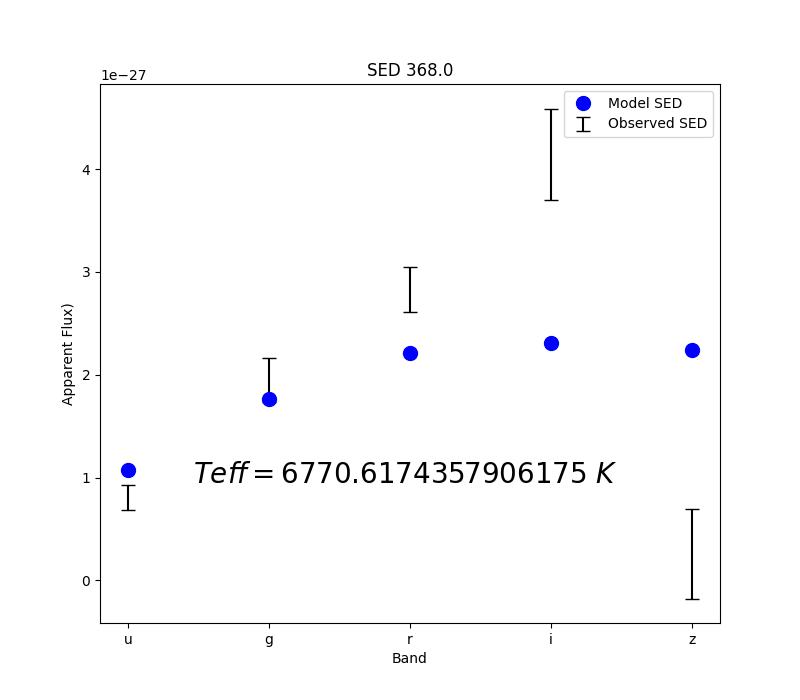 SED 368.0
1e−27
Model SED
Observed SED
4
3
2
1
0
Apparent Flux)
Teff = 6770.6174357906175 K
u g r i z
Band